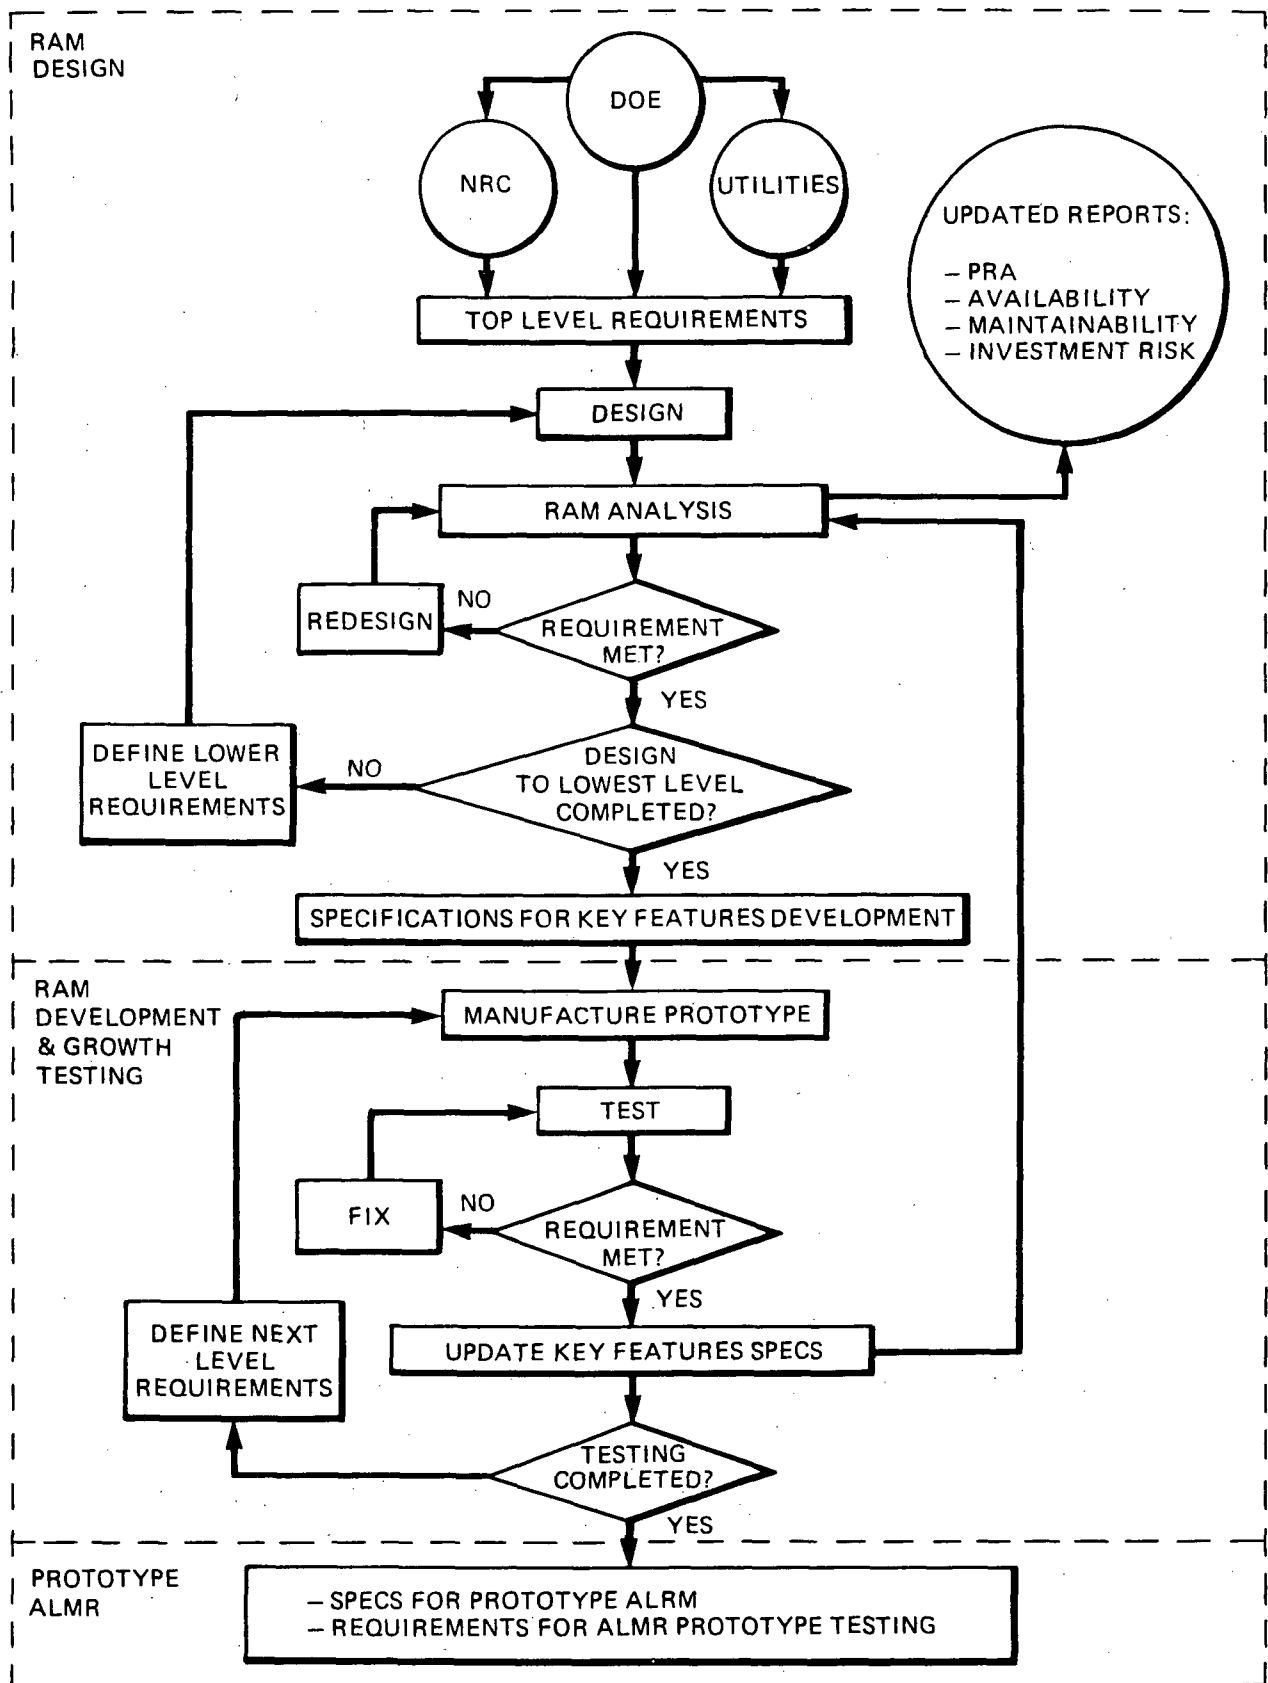 RAM
DESIGN
DOE
NRC
UTILITIES
UPDATED REPORTS:
– PRA
– AVAILABILITY
– MAINTAINABILITY
– INVESTMENT RISK
TOP LEVEL REQUIREMENTS
DESIGN
RAM ANALYSIS
REDESIGN
NO
REQUIREMENT
MET?
YES
DEFINE LOWER
LEVEL
REQUIREMENTS
NO
DESIGN
TO LOWEST LEVEL
COMPLETED?
YES
SPECIFICATIONS FOR KEY FEATURES DEVELOPMENT
RAM
DEVELOPMENT
& GROWTH
TESTING
MANUFACTURE PROTOTYPE
TEST
FIX
NO
REQUIREMENT
MET?
YES
DEFINE NEXT
LEVEL
REQUIREMENTS
UPDATE KEY FEATURES SPECS
TESTING
COMPLETED?
YES
PROTOTYPE
ALMR
– SPECS FOR PROTOTYPE ALRM
– REQUIREMENTS FOR ALMR PROTOTYPE TESTING